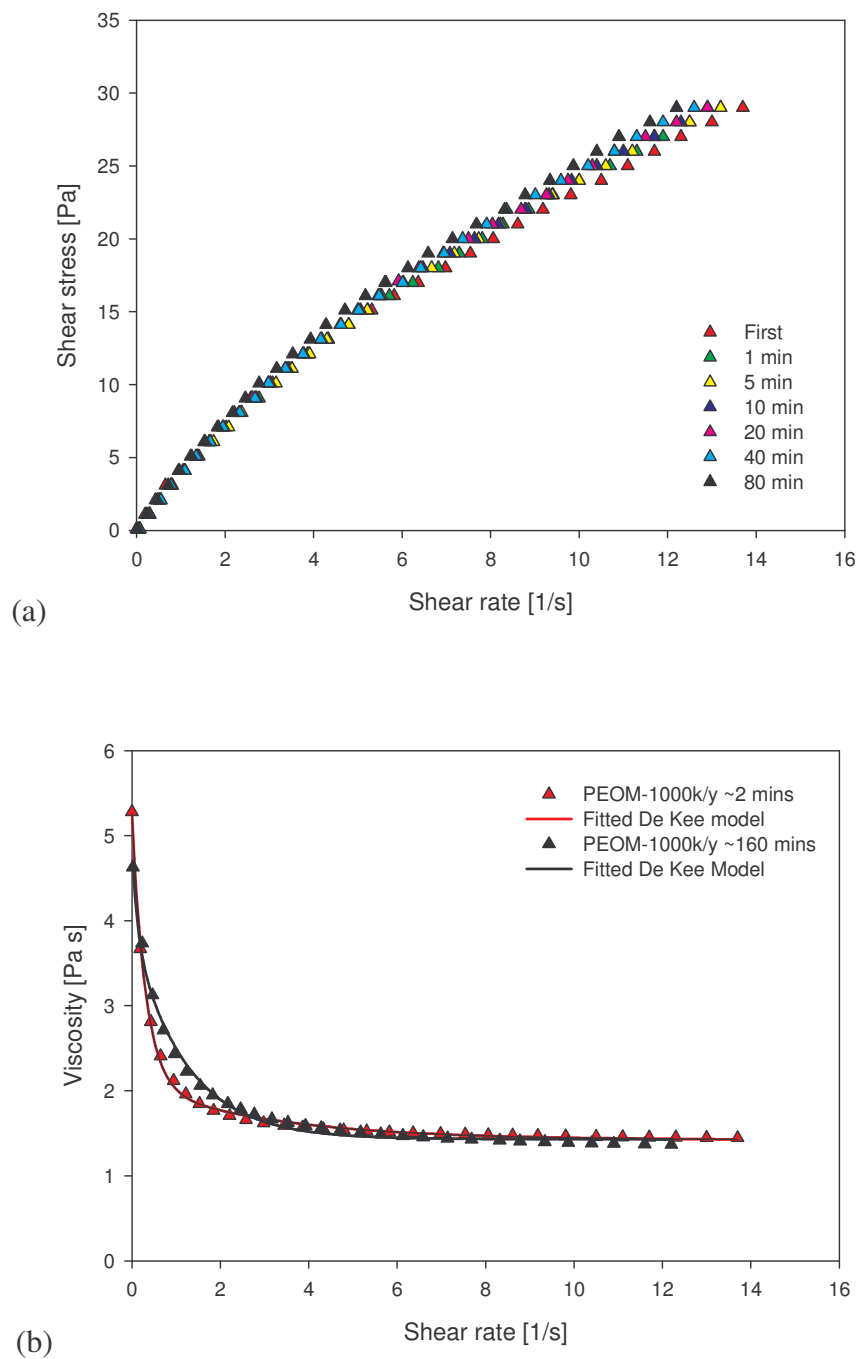 35
30
25
20
15
10
5
0
Shear stress [Pa]
First
1 min
5 min
10 min
20 min
40 min
80 min
0 2 4 6 8 10 12 14 16
Shear rate [1/s]
(a)
6
5
4
3
2
1
0
Viscosity [Pa s]
PEOM-1000k/y ~2 mins
Fitted De Kee model
PEOM-1000k/y ~160 mins
Fitted De Kee Model
0 2 4 6 8 10 12 14 16
Shear rate [1/s]
(b)